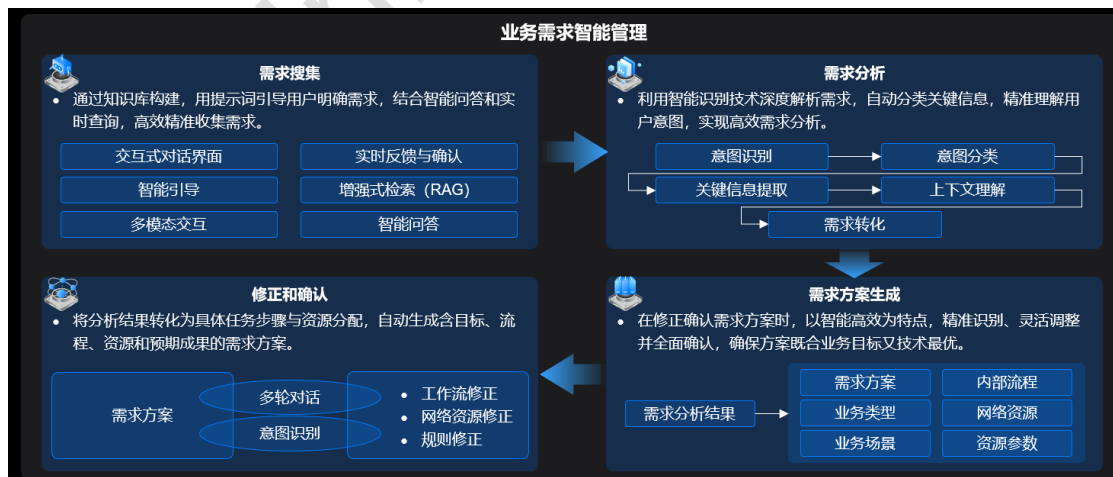 业务需求智能管理
需求搜集
• 通过知识库构建，用提示词引导用户明确需求，结合智能问答和实
时查询，高效精准收集需求。
交互式对话界面
实时反馈与确认
智能引导
增强式检索（RAG）
多模态交互
智能问答
需求分析
• 利用智能识别技术深度解析需求，自动分类关键信息，精准理解用
户意图，实现高效需求分析。
意图识别
意图分类
关键信息提取
上下文理解
需求转化
修正和确认
• 将分析结果转化为具体任务步骤与资源分配，自动生成含目标、流
程、资源和预期成果的需求方案。
需求方案
多轮对话
意图识别
• 工作流修正
• 网络资源修正
• 规则修正
需求方案生成
• 在修正确认需求方案时，以智能高效为特点，精准识别、灵活调整
并全面确认，确保方案既合业务目标又技术最优。
需求分析结果
需求方案
内部流程
业务类型
网络资源
业务场景
资源参数